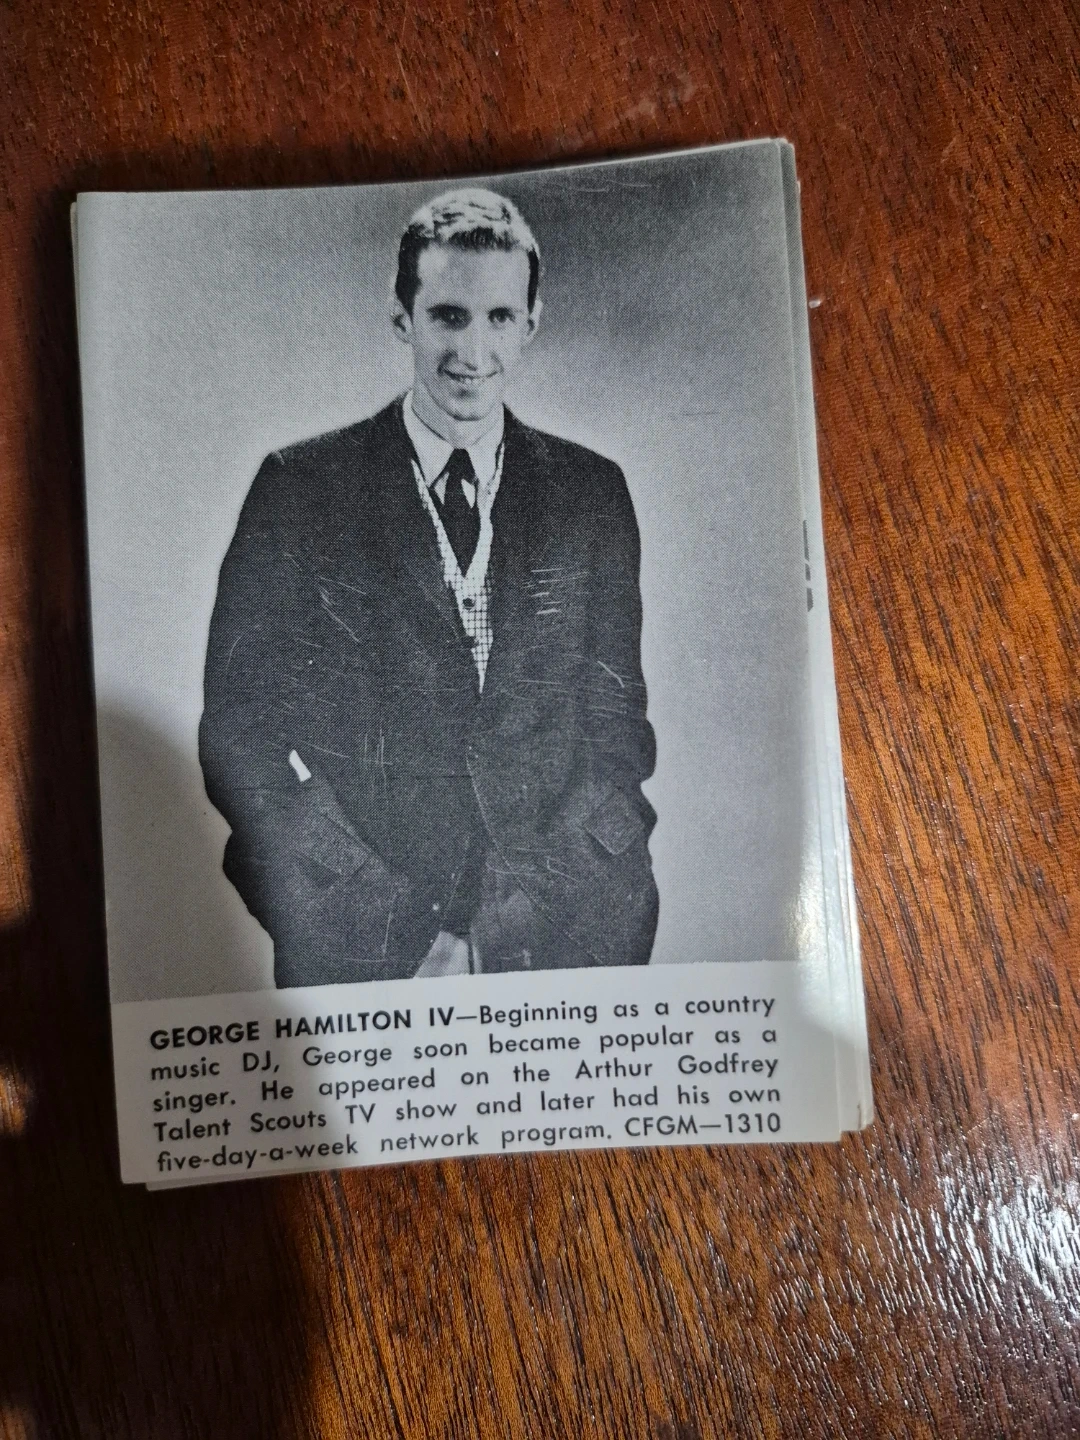 GEORGE HAMILTON IV—Beginning as a country
music DJ, George soon became popular as a
singer. He appeared on the Arthur Godfrey
Talent Scouts TV show and later had his own
five-day-a-week network program. CFGM—1310